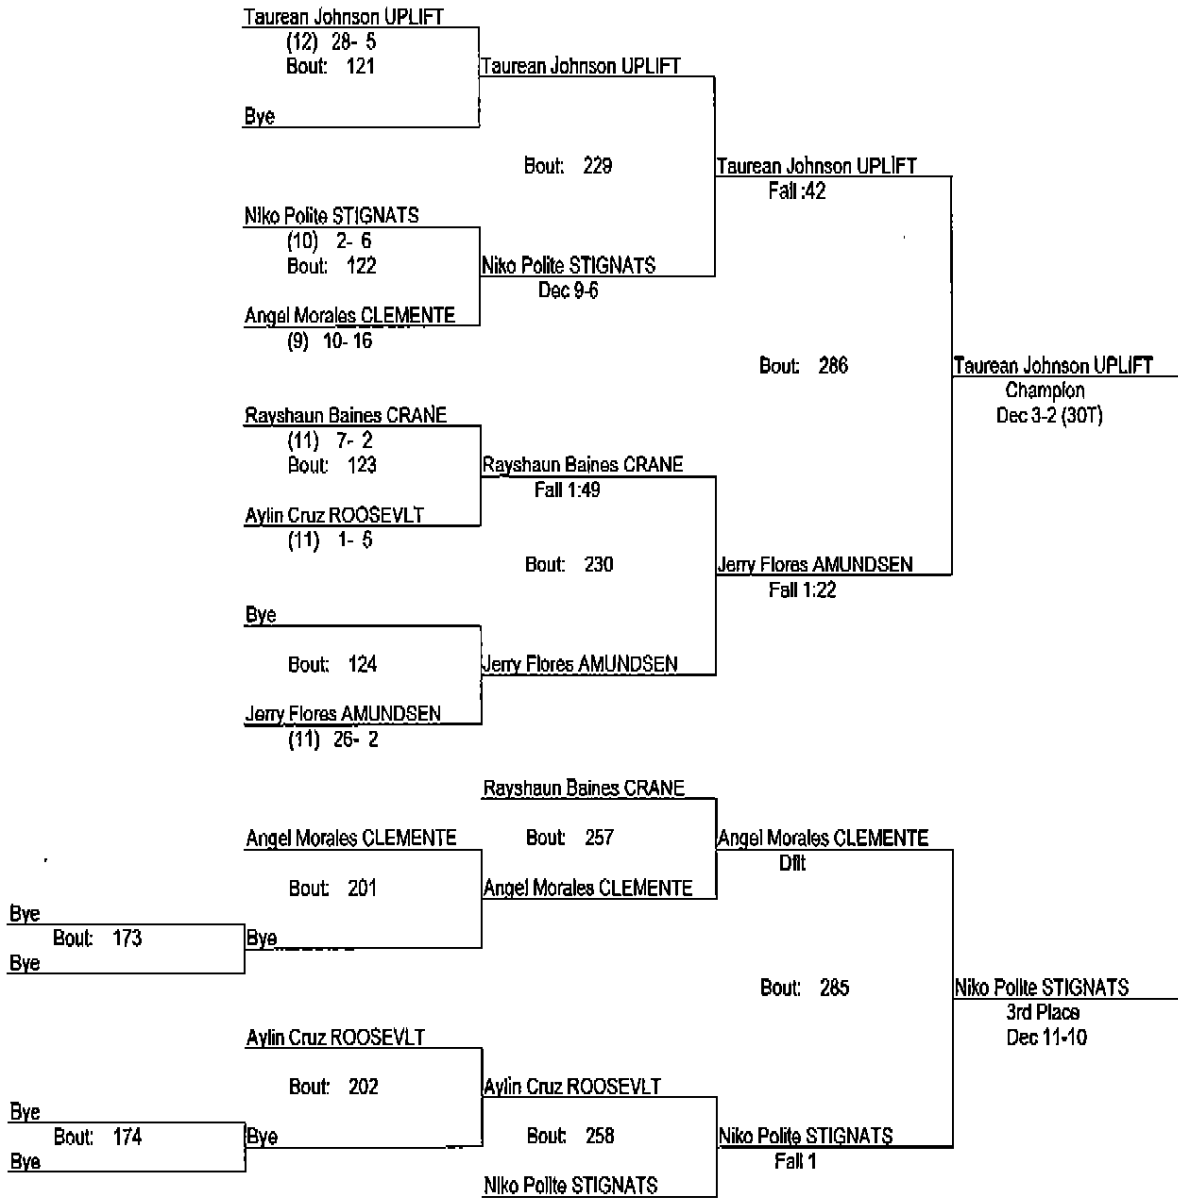 Taurean Johnson UPLIFT
(12) 28- 5
Bout: 121
Taurean Johnson UPLIFT
Bye
Bout: 229
Taurean Johnson UPLIFT
Fall :42
Niko Polite STIGNATS
(10) 2- 6
Bout: 122
Niko Polite STIGNATS
Dec 9-6
Angel Morales CLEMENTE
(9) 10- 16
Bout: 286
Taurean Johnson UPLIFT
Champion
Dec 3-2 (30T)
Rayshaun Baines CRANE
(11) 7- 2
Bout: 123
Rayshaun Baines CRANE
Fall 1:49
Aylin Cruz ROOSEVLT
(11) 1- 5
Bout: 230
Jerry Flores AMUNDSEN
Fall 1:22
Bye
Bout: 124
Jerry Flores AMUNDSEN
Jerry Flores AMUNDSEN
(11) 26- 2
Rayshaun Baines CRANE
Angel Morales CLEMENTE
Bout: 257
Angel Morales CLEMENTE
Dflt
Bout: 201
Angel Morales CLEMENTE
Bye
Bout: 173
Bye
Bye
Bout: 285
Niko Polite STIGNATS
3rd Place
Dec 11-10
Aylin Cruz ROOSEVLT
Bout: 202
Aylin Cruz ROOSEVLT
Bye
Bout: 174
Bye
Bye
Bout: 258
Niko Polite STIGNATS
Fall 1
Niko Polite STIGNATS